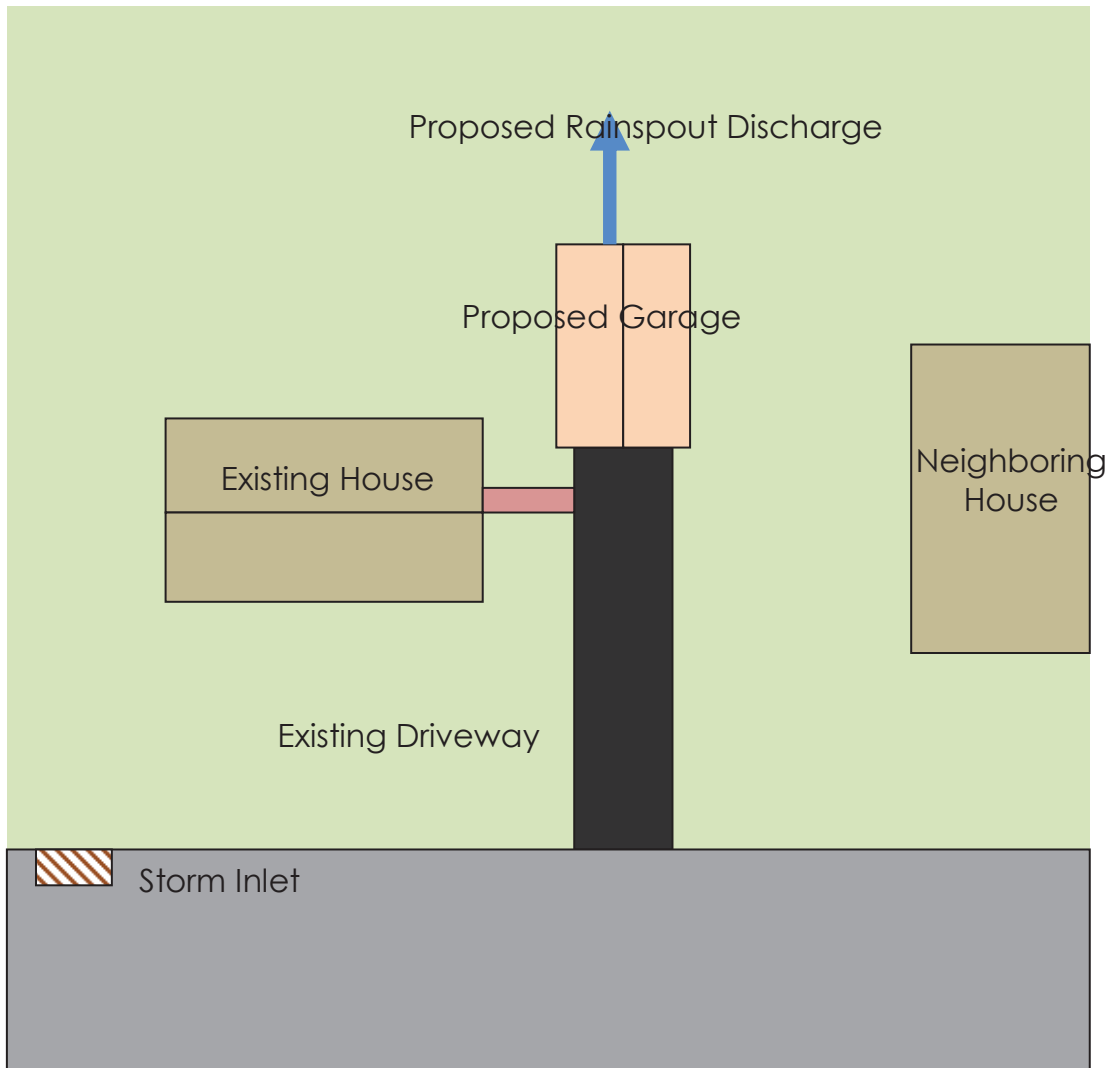 Proposed Rainspout Discharge
Proposed Garage
Neighboring
House
Existing House
Existing Driveway
Storm Inlet